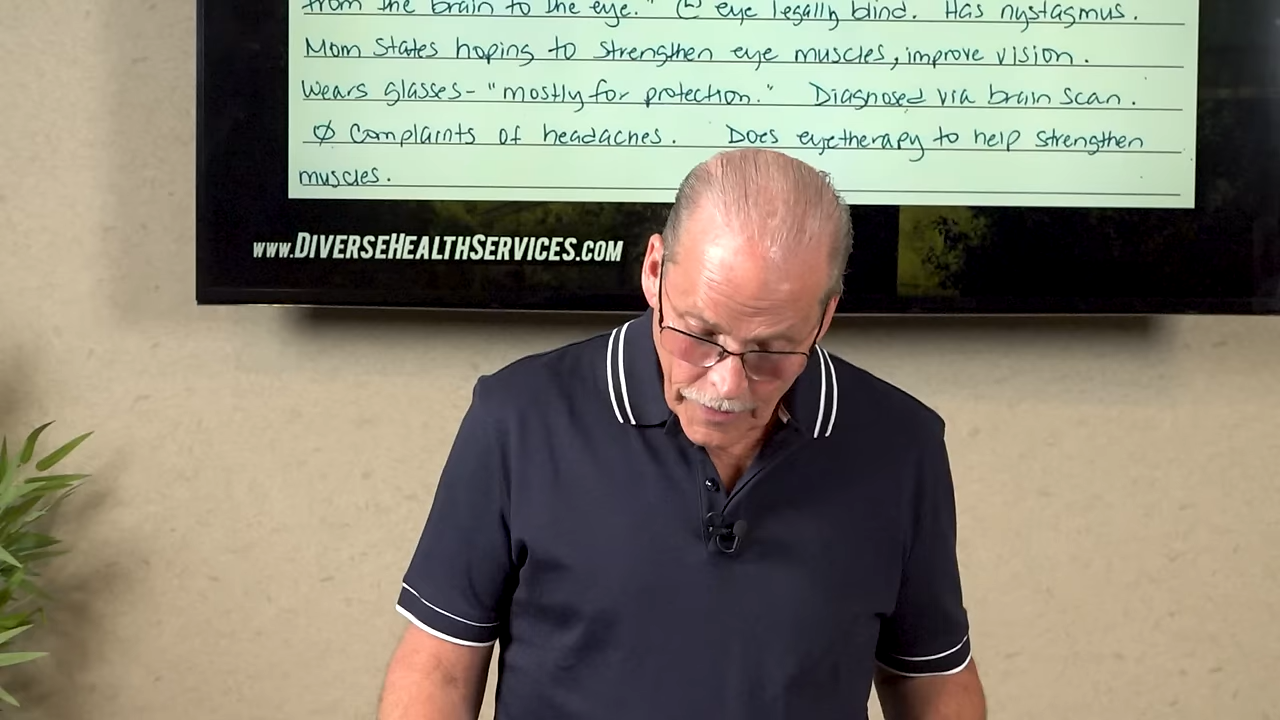 from the brain to the eye." Ⓛ eye legally blind. Has nystagmus.
Mom states hoping to strengthen eye muscles, improve vision.
Wears glasses - "mostly for protection." Diagnosed via brain scan.
Ø complaints of headaches. Does eyetherapy to help strengthen
muscles.
www.DiverseHealthServices.com